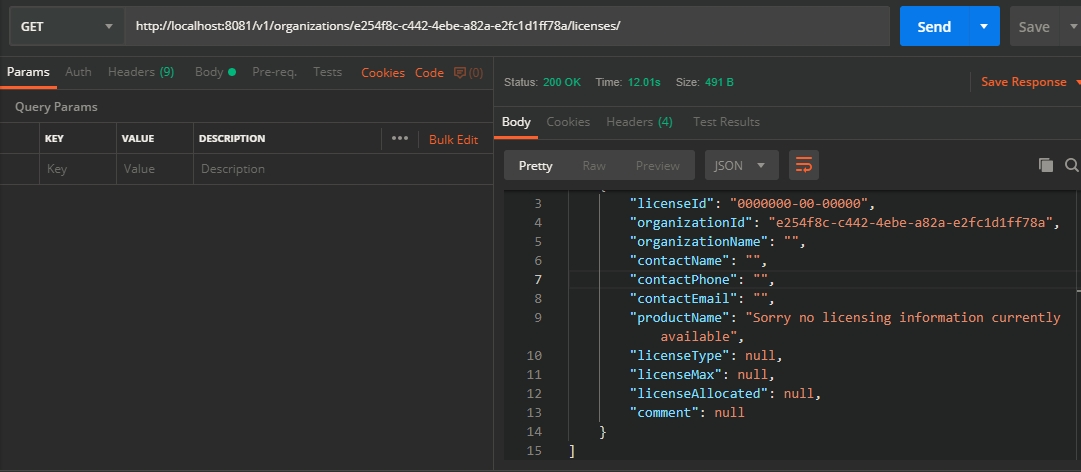 GET http://localhost:8081/v1/organizations/e254f8c-c442-4ebe-a82a-e2fc1d1ff78a/licenses/ Send Save
Params Auth Headers (9) Body Pre-req. Tests Cookies Code (0)
Query Params
KEY VALUE DESCRIPTION ••• Bulk Edit
Key Value Description
Status: 200 OK Time: 12.01s Size: 491 B Save Response
Body Cookies Headers (4) Test Results
Pretty Raw Preview JSON
3 "licenseId": "0000000-00-00000",
4 "organizationId": "e254f8c-c442-4ebe-a82a-e2fc1d1ff78a",
5 "organizationName": "",
6 "contactName": "",
7 "contactPhone": "",
8 "contactEmail": "",
9 "productName": "Sorry no licensing information currently
available",
10 "licenseType": null,
11 "licenseMax": null,
12 "licenseAllocated": null,
13 "comment": null
14 }
15 ]